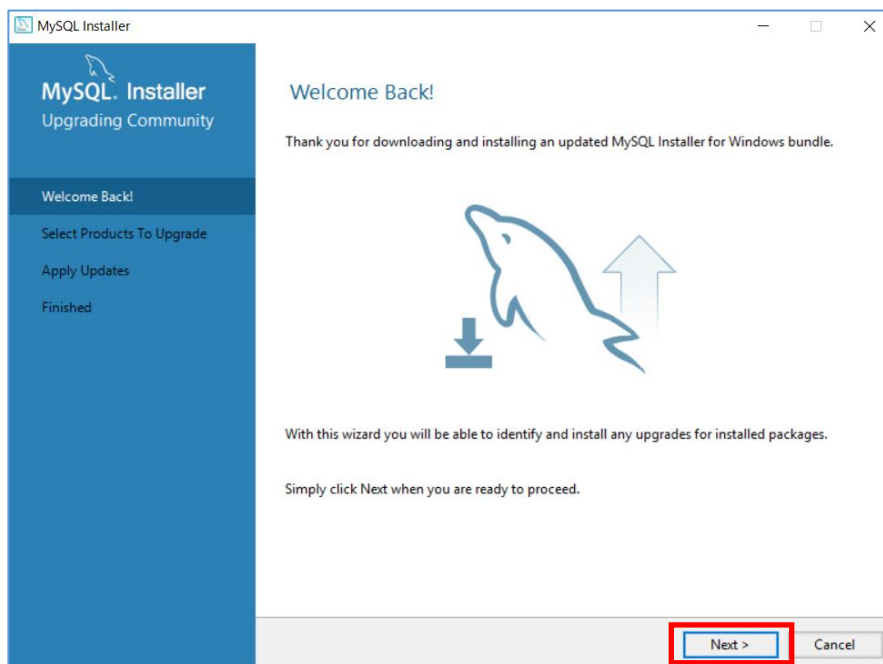 MySQL Installer
MySQL. Installer
Upgrading Community
Welcome Back!
Select Products To Upgrade
Apply Updates
Finished
Welcome Back!
Thank you for downloading and installing an updated MySQL Installer for Windows bundle.
With this wizard you will be able to identify and install any upgrades for installed packages.
Simply click Next when you are ready to proceed.
Next >
Cancel